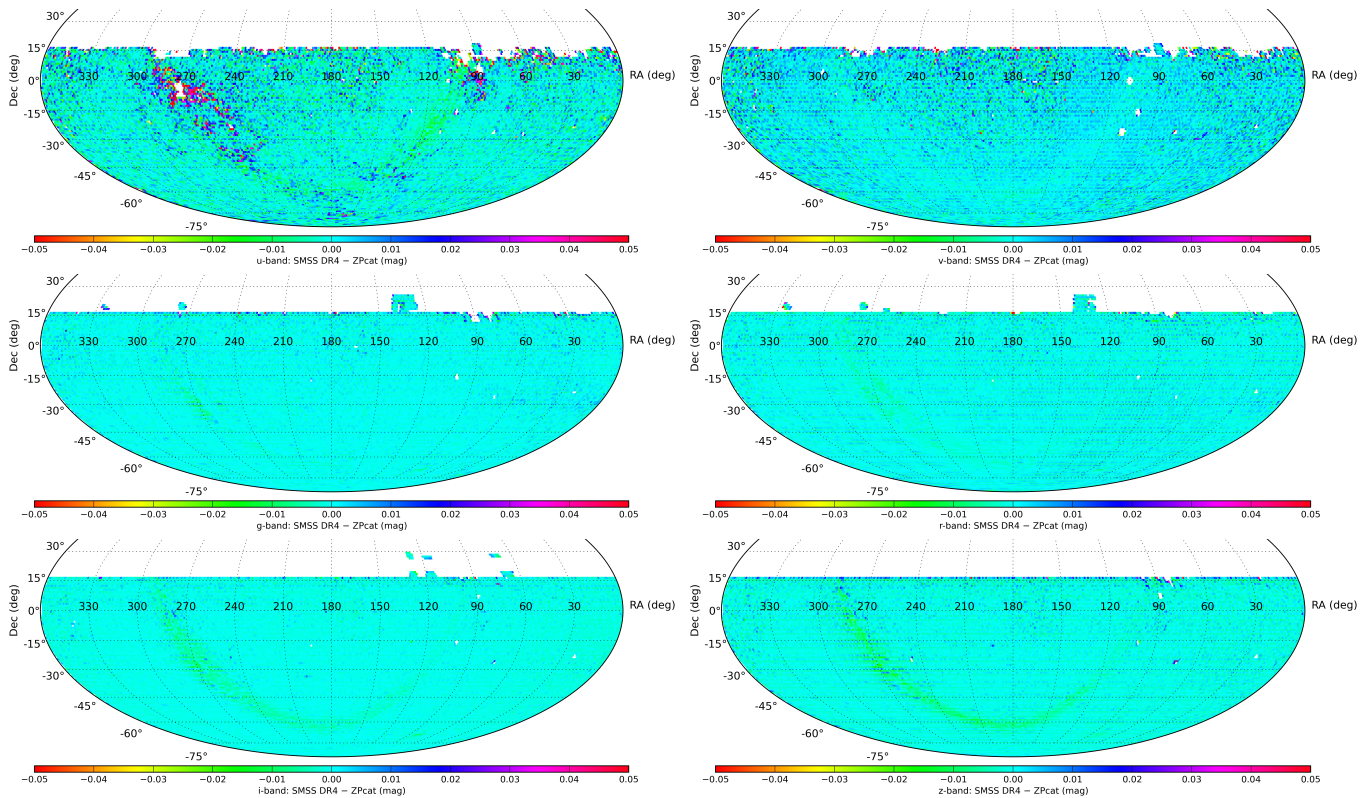 30° 30°
15° 15°
330 300 270 240 210 180 150 120 90 60 30 RA (deg) 330 300 270 240 210 180 150 120 90 60 30 RA (deg)
Dec (deg) 0° Dec (deg) 0°
-15° -15°
-30° -30°
-45° -45°
-60° -60°
-75° -75°
−0.05 −0.04 −0.03 −0.02 −0.01 0.00 0.01 0.02 0.03 0.04 0.05 −0.05 −0.04 −0.03 −0.02 −0.01 0.00 0.01 0.02 0.03 0.04 0.05
u-band: SMSS DR4 − ZPcat (mag) v-band: SMSS DR4 − ZPcat (mag)
30° 30°
15° 15°
330 300 270 240 210 180 150 120 90 60 30 RA (deg) 330 300 270 240 210 180 150 120 90 60 30 RA (deg)
Dec (deg) 0° Dec (deg) 0°
-15° -15°
-30° -30°
-45° -45°
-60° -60°
-75° -75°
−0.05 −0.04 −0.03 −0.02 −0.01 0.00 0.01 0.02 0.03 0.04 0.05 −0.05 −0.04 −0.03 −0.02 −0.01 0.00 0.01 0.02 0.03 0.04 0.05
g-band: SMSS DR4 − ZPcat (mag) r-band: SMSS DR4 − ZPcat (mag)
30° 30°
15° 15°
330 300 270 240 210 180 150 120 90 60 30 RA (deg) 330 300 270 240 210 180 150 120 90 60 30 RA (deg)
Dec (deg) 0° Dec (deg) 0°
-15° -15°
-30° -30°
-45° -45°
-60° -60°
-75° -75°
−0.05 −0.04 −0.03 −0.02 −0.01 0.00 0.01 0.02 0.03 0.04 0.05 −0.05 −0.04 −0.03 −0.02 −0.01 0.00 0.01 0.02 0.03 0.04 0.05
i-band: SMSS DR4 − ZPcat (mag) z-band: SMSS DR4 − ZPcat (mag)